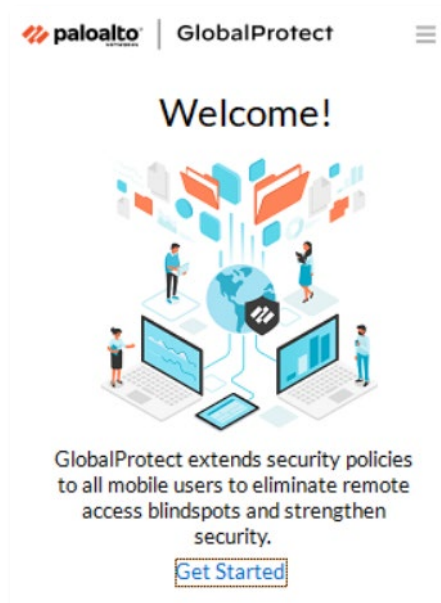 paloalto | GlobalProtect
NETWORKS
Welcome!
GlobalProtect extends security policies
to all mobile users to eliminate remote
access blindspots and strengthen
security.
Get Started